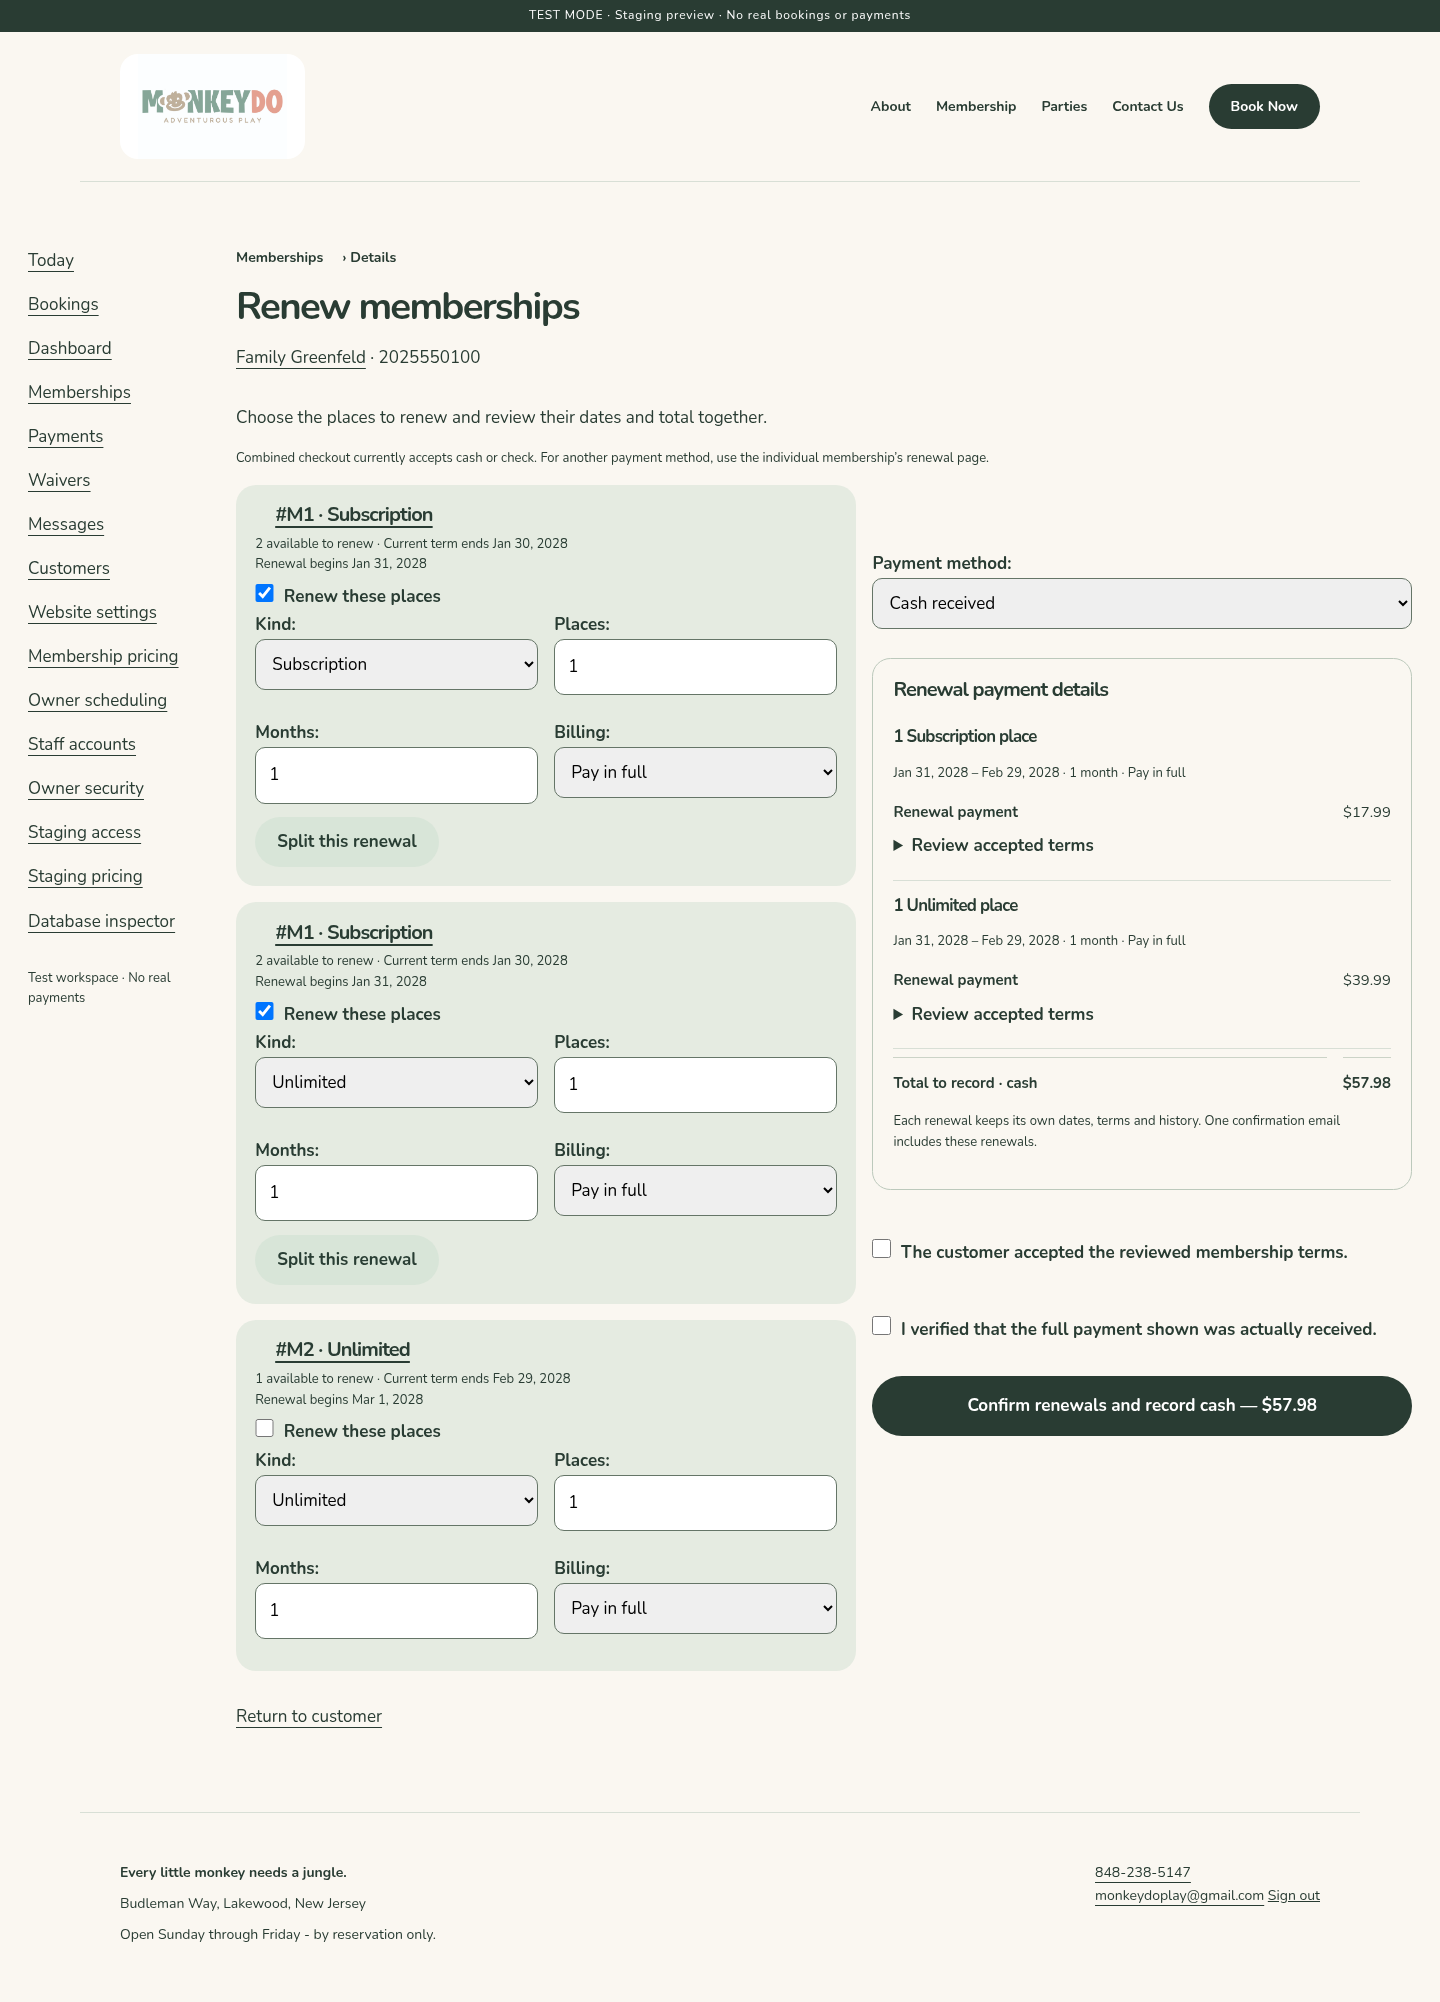 TEST MODE · Staging preview · No real bookings or payments
MONKEYDO
ADVENTUROUS PLAY
About
Membership
Parties
Contact Us
Book Now
Today
Bookings
Dashboard
Memberships
Payments
Waivers
Messages
Customers
Website settings
Membership pricing
Owner scheduling
Staff accounts
Owner security
Staging access
Staging pricing
Database inspector
Test workspace · No real
payments
Memberships › Details
Renew memberships
Family Greenfeld · 2025550100
Choose the places to renew and review their dates and total together.
Combined checkout currently accepts cash or check. For another payment method, use the individual membership's renewal page.
#M1 · Subscription
2 available to renew · Current term ends Jan 30, 2028
Renewal begins Jan 31, 2028
Renew these places
Kind: Places:
Subscription 1
Months: Billing:
1 Pay in full
Split this renewal
#M1 · Subscription
2 available to renew · Current term ends Jan 30, 2028
Renewal begins Jan 31, 2028
Renew these places
Kind: Places:
Unlimited 1
Months: Billing:
1 Pay in full
Split this renewal
#M2 · Unlimited
1 available to renew · Current term ends Feb 29, 2028
Renewal begins Mar 1, 2028
Renew these places
Kind: Places:
Unlimited 1
Months: Billing:
1 Pay in full
Return to customer
Payment method:
Cash received
Renewal payment details
1 Subscription place
Jan 31, 2028 – Feb 29, 2028 · 1 month · Pay in full
Renewal payment $17.99
Review accepted terms
1 Unlimited place
Jan 31, 2028 – Feb 29, 2028 · 1 month · Pay in full
Renewal payment $39.99
Review accepted terms
Total to record · cash $57.98
Each renewal keeps its own dates, terms and history. One confirmation email
includes these renewals.
The customer accepted the reviewed membership terms.
I verified that the full payment shown was actually received.
Confirm renewals and record cash — $57.98
Every little monkey needs a jungle.
Budleman Way, Lakewood, New Jersey
Open Sunday through Friday - by reservation only.
848-238-5147
monkeydoplay@gmail.com Sign out